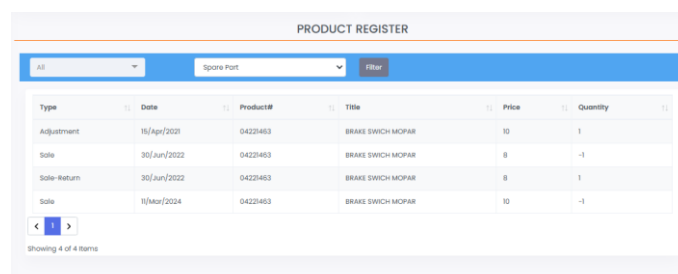 PRODUCT REGISTER
All Spare Part Filter
Type Date Product# Title Price Quantity
Adjustment 15/Apr/2021 04221463 BRAKE SWICH MOPAR 10 1
Sale 30/Jun/2022 04221463 BRAKE SWICH MOPAR 8 -1
Sale-Return 30/Jun/2022 04221463 BRAKE SWICH MOPAR 8 1
Sale 11/Mar/2024 04221463 BRAKE SWICH MOPAR 10 -1
1
Showing 4 of 4 items